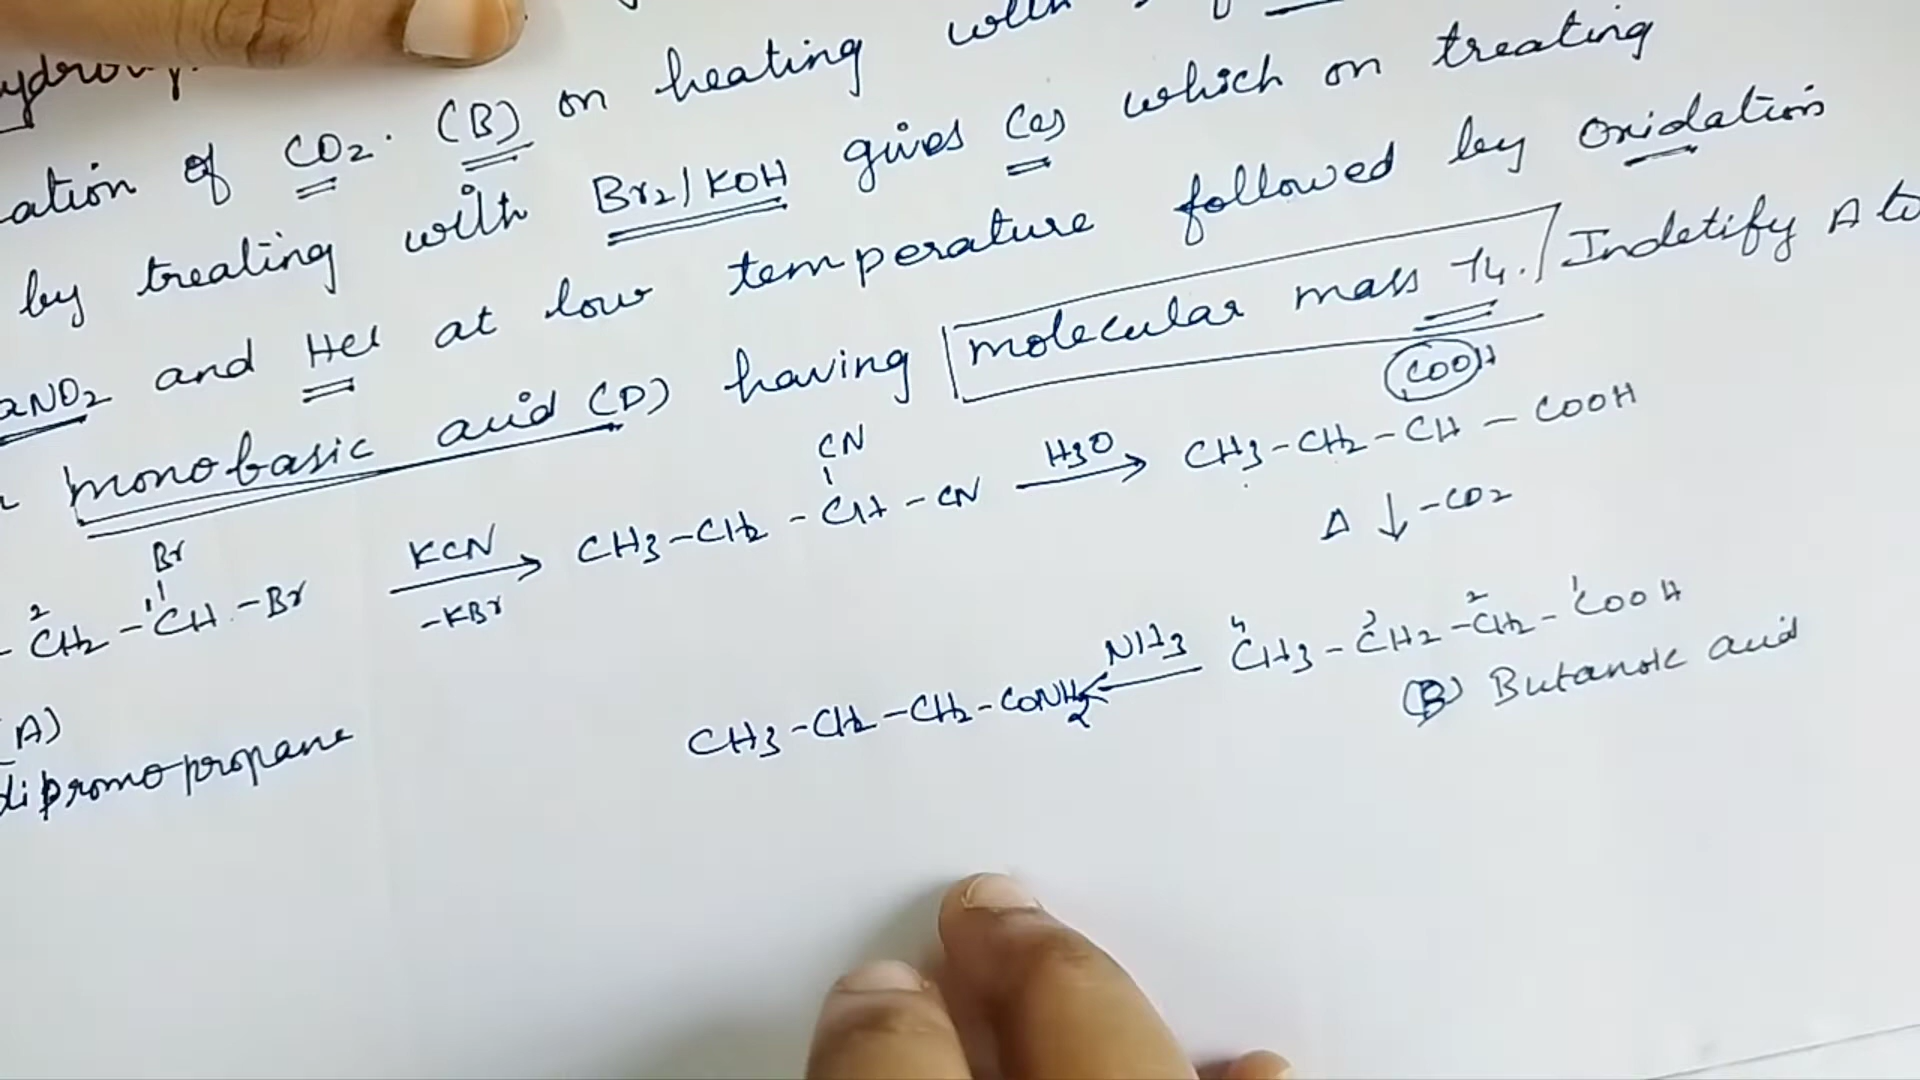 ation of CO2. (B) on heating with
by treating with Br2/KOH gives (C) which on treating
aNO2 and HCl at low temperature followed by Oxidation
monobasic acid (D) having molecular mass 74. Indetify A to
COOH
CN
CH3-CH2-CH-CN H3O CH3-CH2-CH-COOH
Δ ↓-CO2
Br
2 1
-CH2-CH-Br KCN -KBr
4 3 2 1
CH3-CH2-CH2-CONH2 NH3 CH3-CH2-CH2-COOH
A) (B) Butanoic acid
dipromopropane